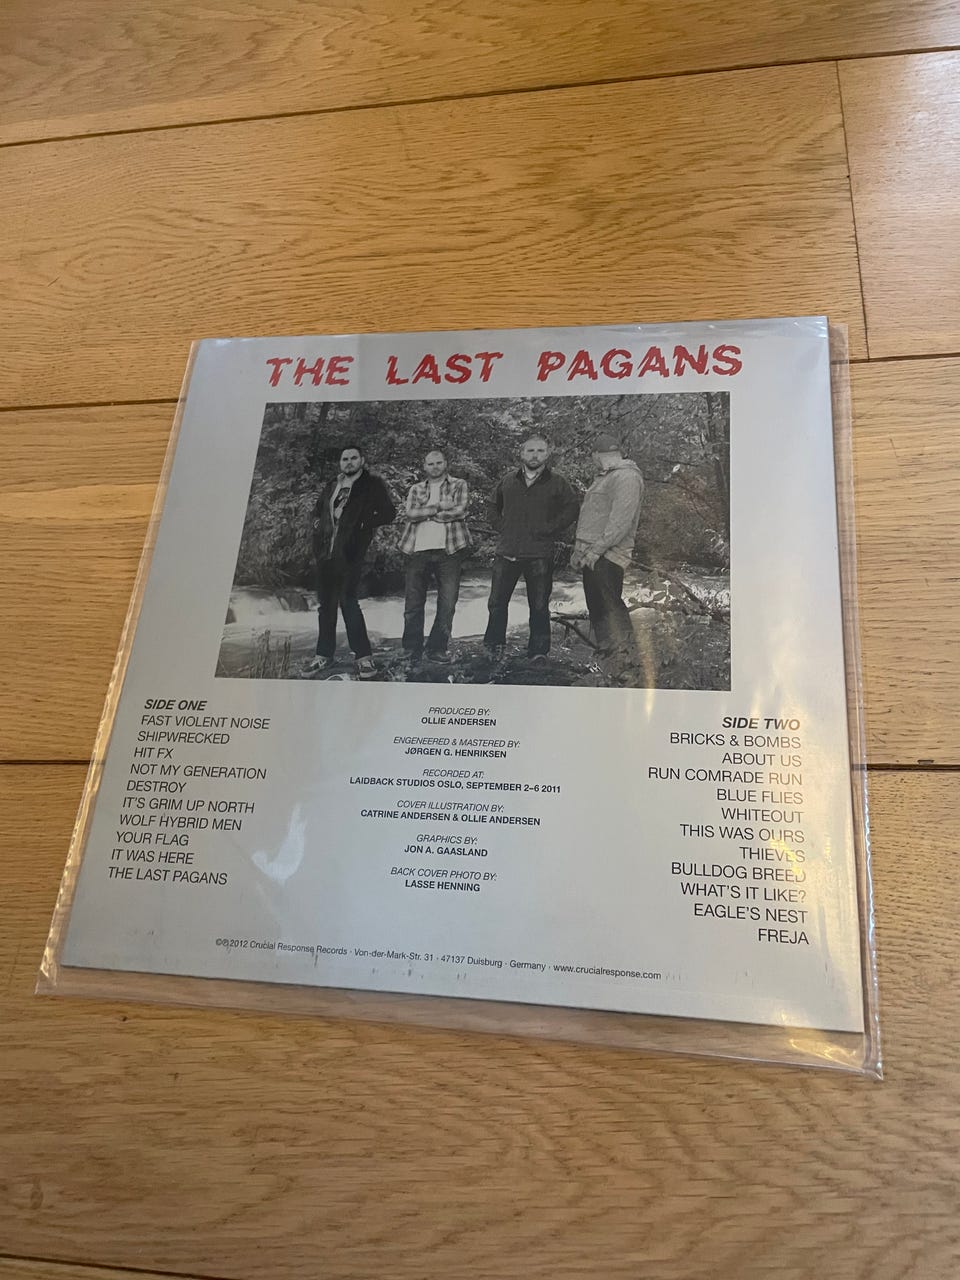 THE LAST PAGANS
SIDE ONE
FAST VIOLENT NOISE
SHIPWRECKED
HIT FX
NOT MY GENERATION
DESTROY
IT'S GRIM UP NORTH
WOLF HYBRID MEN
YOUR FLAG
IT WAS HERE
THE LAST PAGANS
PRODUCED BY:
OLLIE ANDERSEN
ENGENEERED & MASTERED BY:
JØRGEN G. HENRIKSEN
RECORDED AT:
LAIDBACK STUDIOS OSLO, SEPTEMBER 2–6 2011
COVER ILLUSTRATION BY:
CATRINE ANDERSEN & OLLIE ANDERSEN
GRAPHICS BY:
JON A. GAASLAND
BACK COVER PHOTO BY:
LASSE HENNING
SIDE TWO
BRICKS & BOMBS
ABOUT US
RUN COMRADE RUN
BLUE FLIES
WHITEOUT
THIS WAS OURS
THIEVES
BULLDOG BREED
WHAT'S IT LIKE?
EAGLE'S NEST
FREJA
©℗2012 Crucial Response Records · Von-der-Mark-Str. 31 · 47137 Duisburg · Germany · www.crucialresponse.com